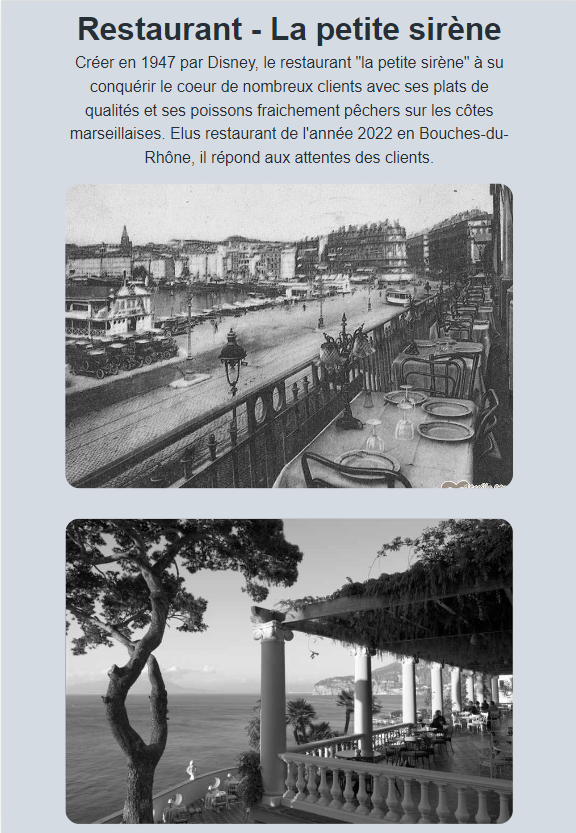 Restaurant - La petite sirène
Créer en 1947 par Disney, le restaurant "la petite sirène" à su
conquérir le coeur de nombreux clients avec ses plats de
qualités et ses poissons fraichement pêchers sur les côtes
marseillaises. Elus restaurant de l'année 2022 en Bouches-du-
Rhône, il répond aux attentes des clients.